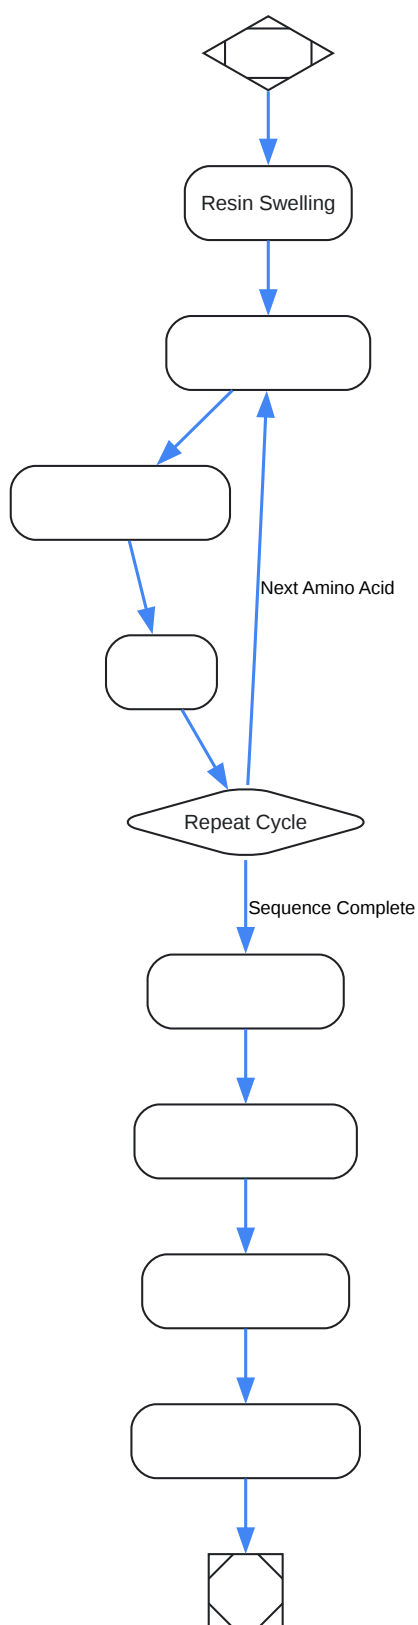 Resin Swelling
Next Amino Acid
Repeat Cycle
Sequence Complete